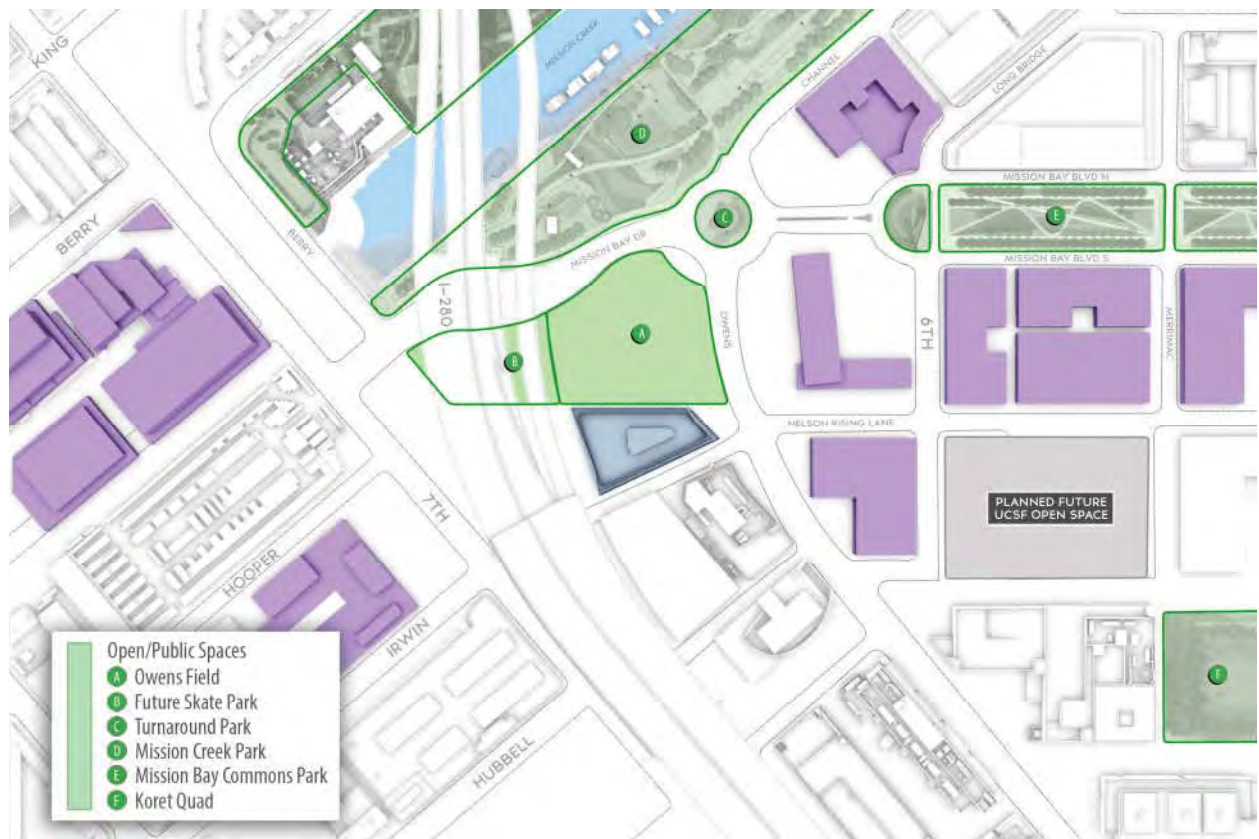 KING
MISSION CREEK
CHANNEL
LONG BRIDGE
D
MISSION BAY BLVD N
BERRY
BERRY
C
E
MISSION BAY DR
MISSION BAY BLVD S
I-280
A
OWENS
6TH
MERRIMAC
B
NELSON RISING LANE
PLANNED FUTURE
UCSF OPEN SPACE
7TH
HOOPER
IRWIN
HUBBELL
F
Open/Public Spaces
A Owens Field
B Future Skate Park
C Turnaround Park
D Mission Creek Park
E Mission Bay Commons Park
F Koret Quad